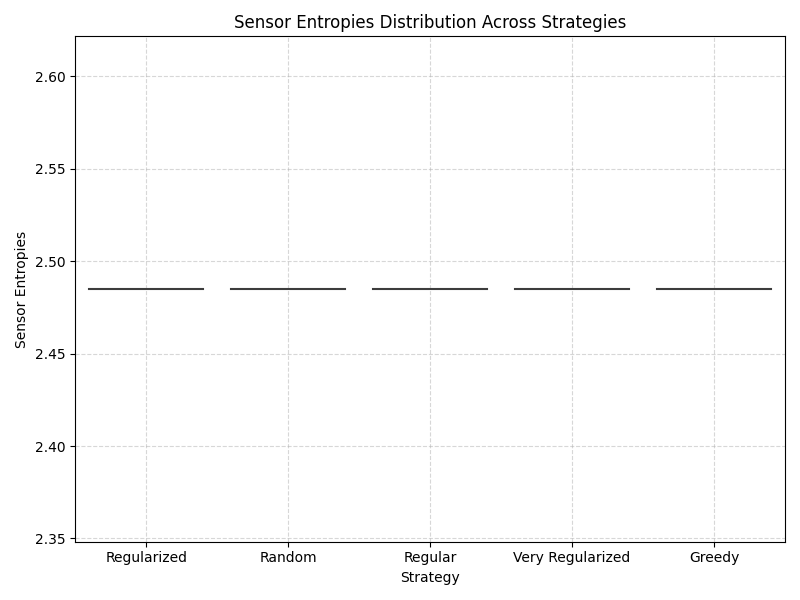 Sensor Entropies Distribution Across Strategies
Sensor Entropies
2.60
2.55
2.50
2.45
2.40
2.35
Regularized Random Regular Very Regularized Greedy
Strategy